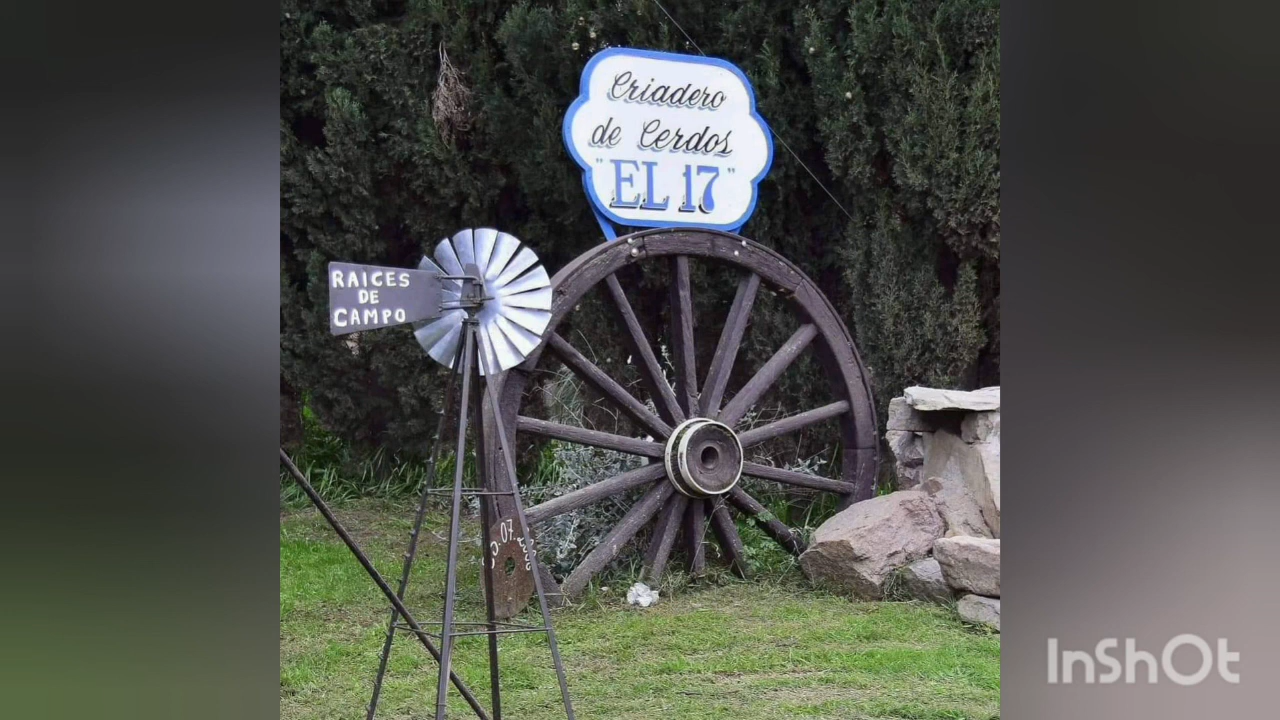 Criadero
de Cerdos
"EL 17"
RAICES
DE
CAMPO
InShOt